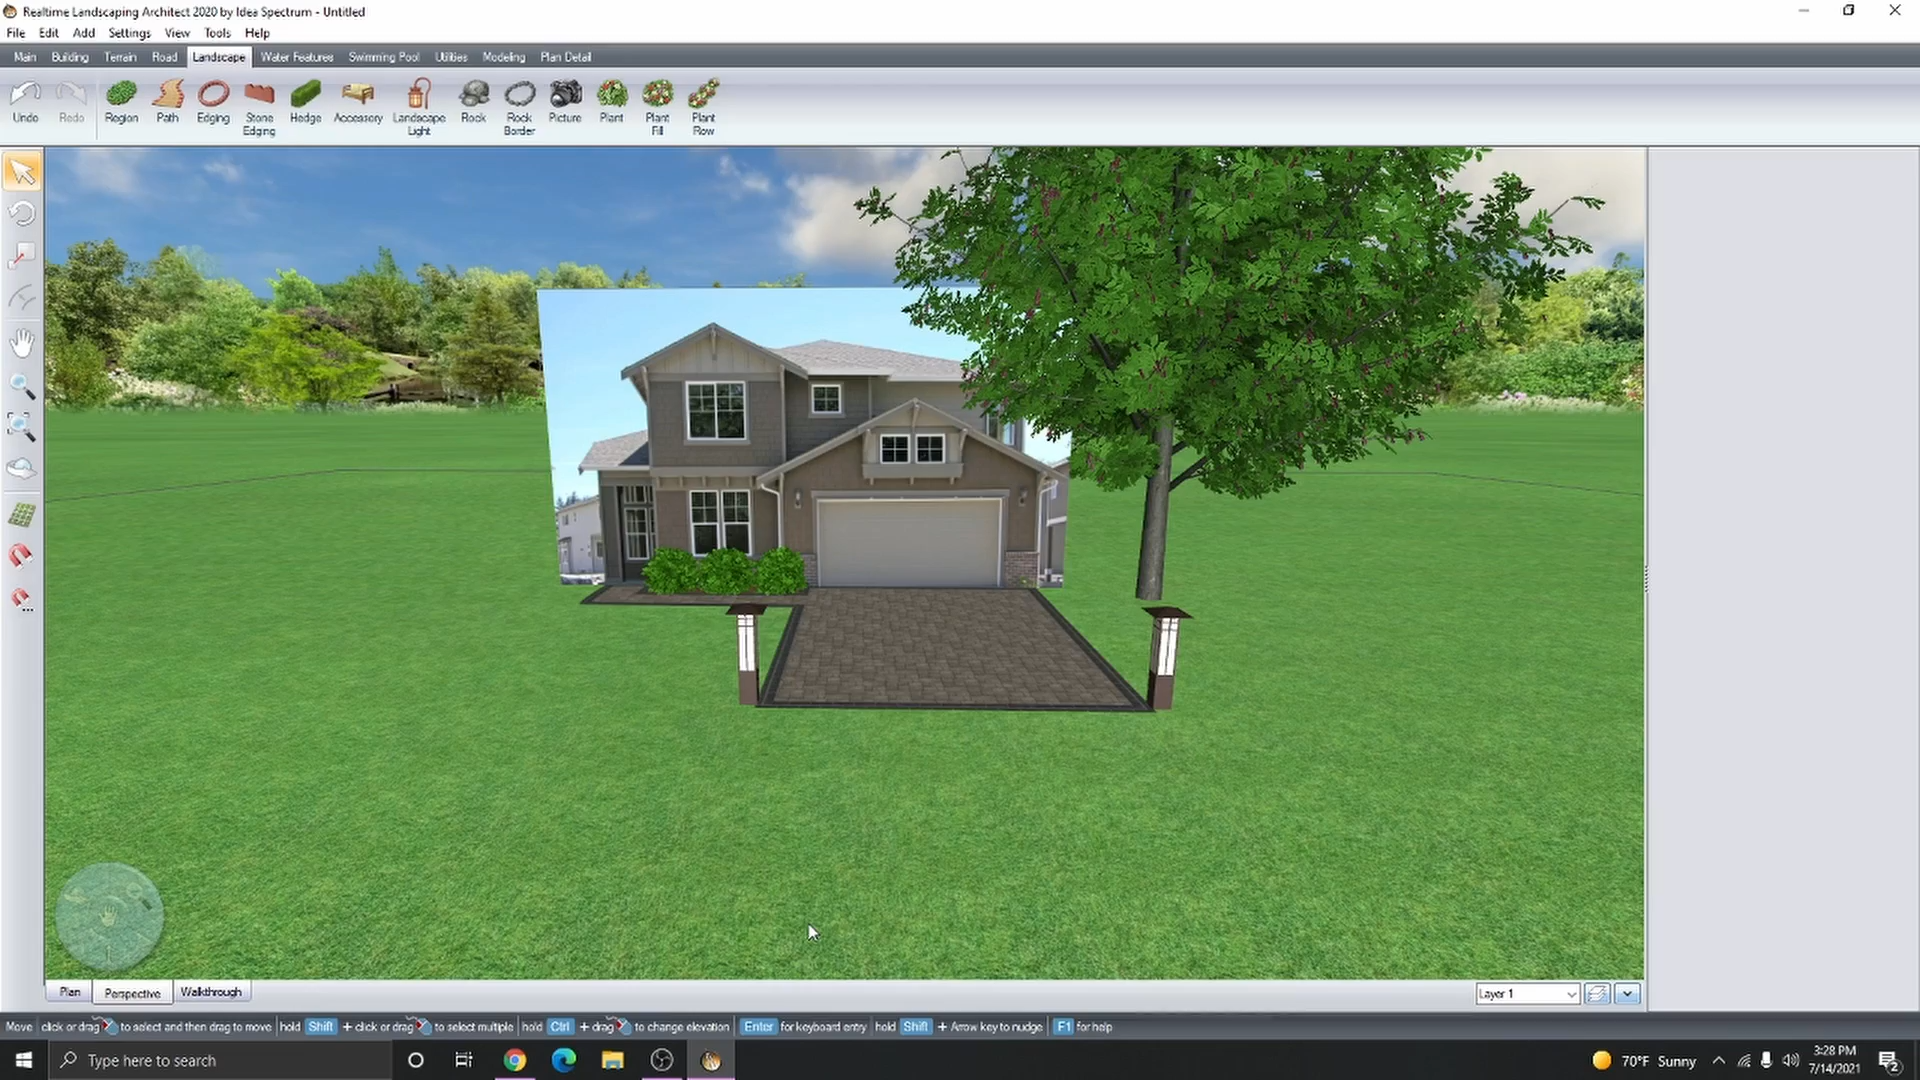 Realtime Landscaping Architect 2020 by Idea Spectrum - Untitled
File Edit Add Settings View Tools Help
Main Building Terrain Road Landscape Water Features Swimming Pool Utilities Modeling Plan Detail
Undo Redo Region Path Edging Stone Edging Hedge Accessory Landscape Light Rock Rock Border Picture Plant Plant Fill Plant Row
Plan Perspective Walkthrough Layer 1
Move click or drag to select and then drag to move hold Shift + click or drag to select multiple hold Ctrl + drag to change elevation Enter for keyboard entry hold Shift + Arrow key to nudge F1 for help
Type here to search 70°F Sunny 3:28 PM
7/14/2021 2